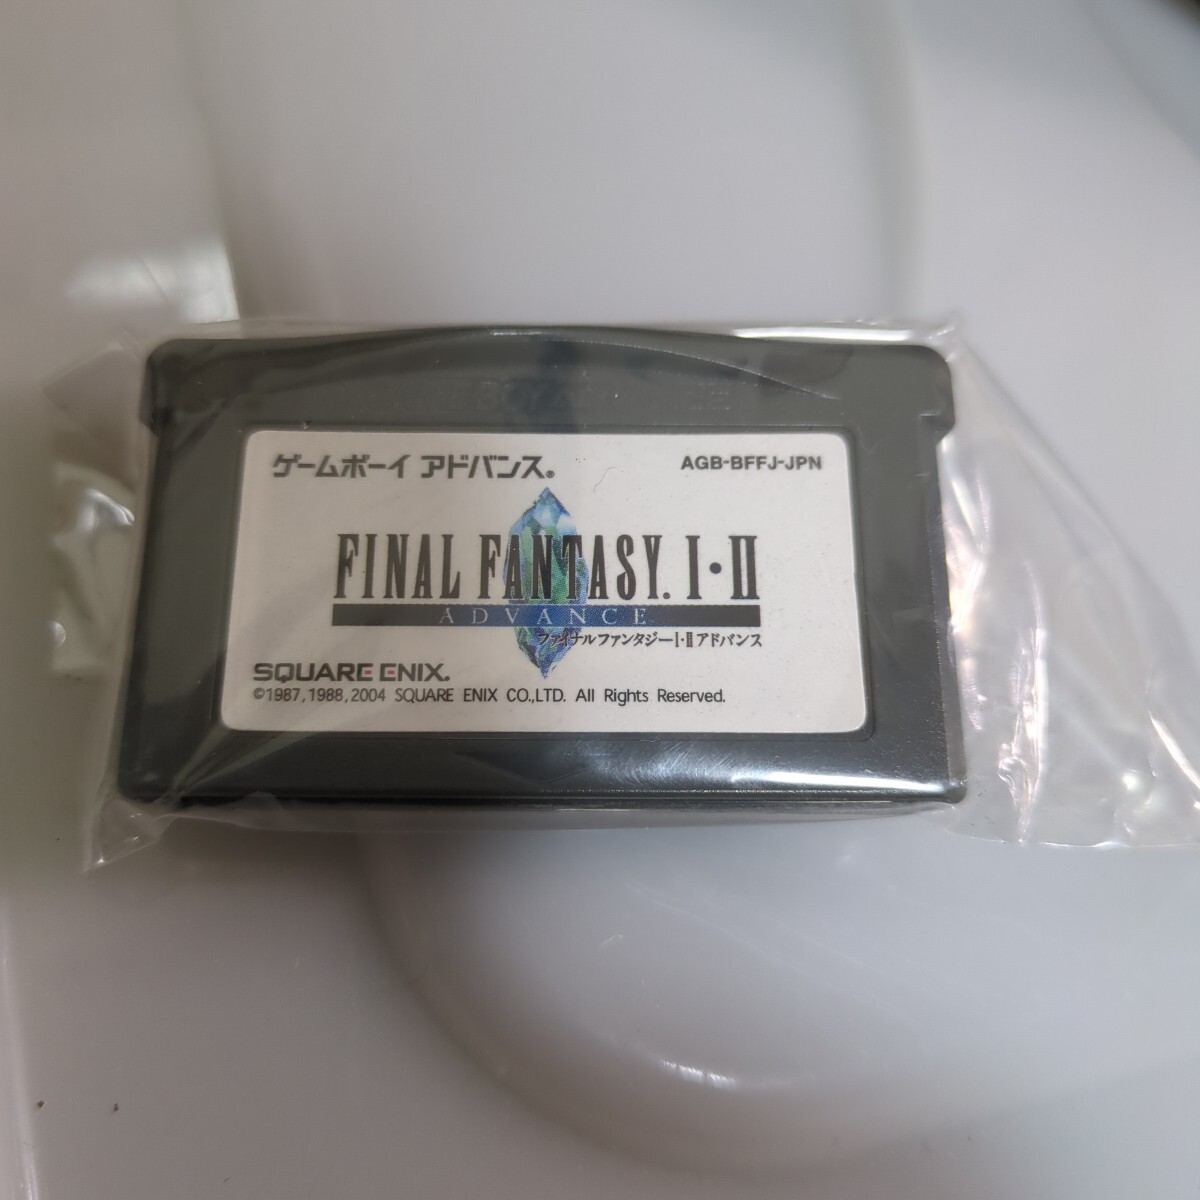 ゲームボーイ アドバンス®
AGB-BFFJ-JPN
FINAL FANTASY. I・II
ADVANCE
ファイナルファンタジーI・IIアドバンス
SQUARE ENIX.
©1987,1988,2004 SQUARE ENIX CO.,LTD. All Rights Reserved.